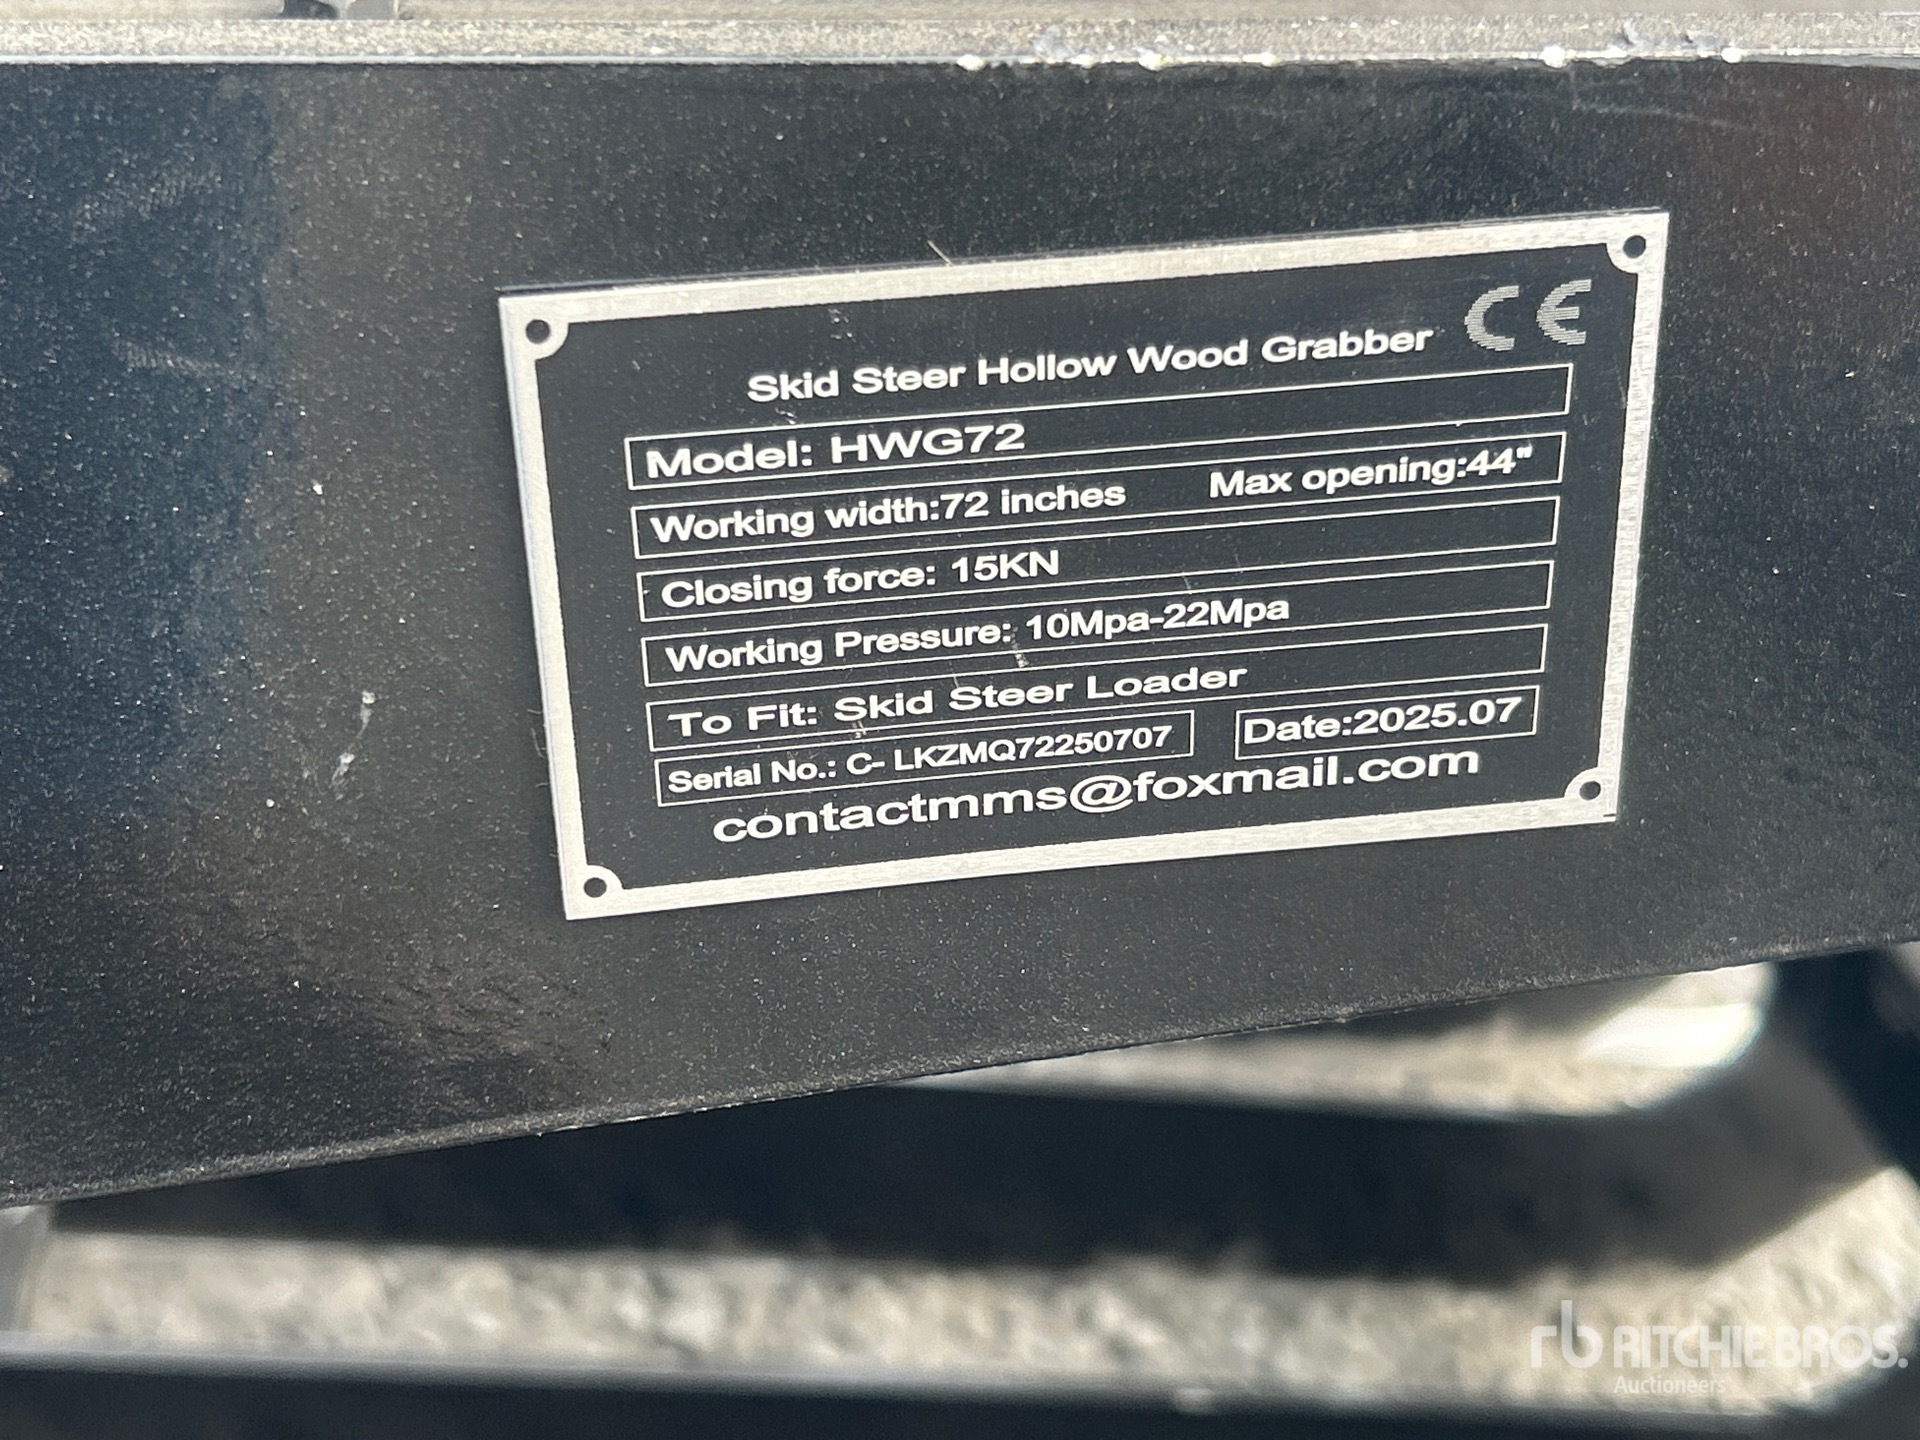 CE
Skid Steer Hollow Wood Grabber
Model: HWG72
Working width:72 inches Max opening:44"
Closing force: 15KN
Working Pressure: 10Mpa-22Mpa
To Fit: Skid Steer Loader
Serial No.: C- LKZMQ72250707 Date:2025.07
contactmms@foxmail.com
rb RITCHIE BROS.
Auctioneers